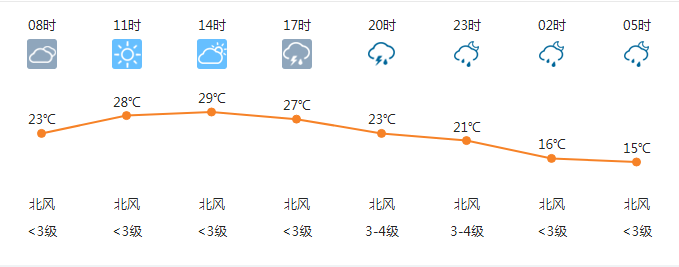 08时 11时 14时 17时 20时 23时 02时 05时
23℃ 28℃ 29℃ 27℃ 23℃ 21℃ 16℃ 15℃
北风 北风 北风 北风 北风 北风 北风 北风
<3级 <3级 <3级 <3级 3-4级 3-4级 <3级 <3级